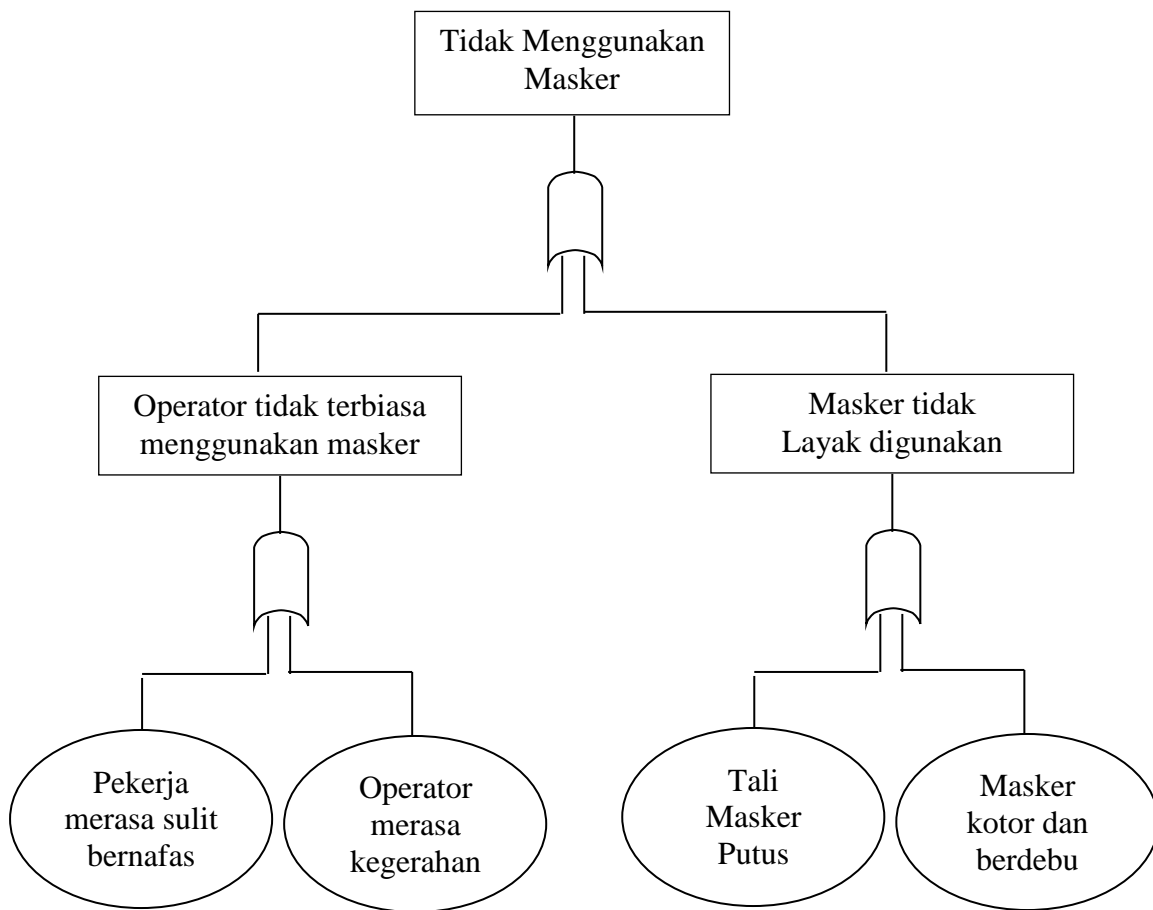 Tidak Menggunakan
Masker
Operator tidak terbiasa
menggunakan masker
Masker tidak
Layak digunakan
Pekerja
merasa sulit
bernafas
Operator
merasa
kegerahan
Tali
Masker
Putus
Masker
kotor dan
berdebu